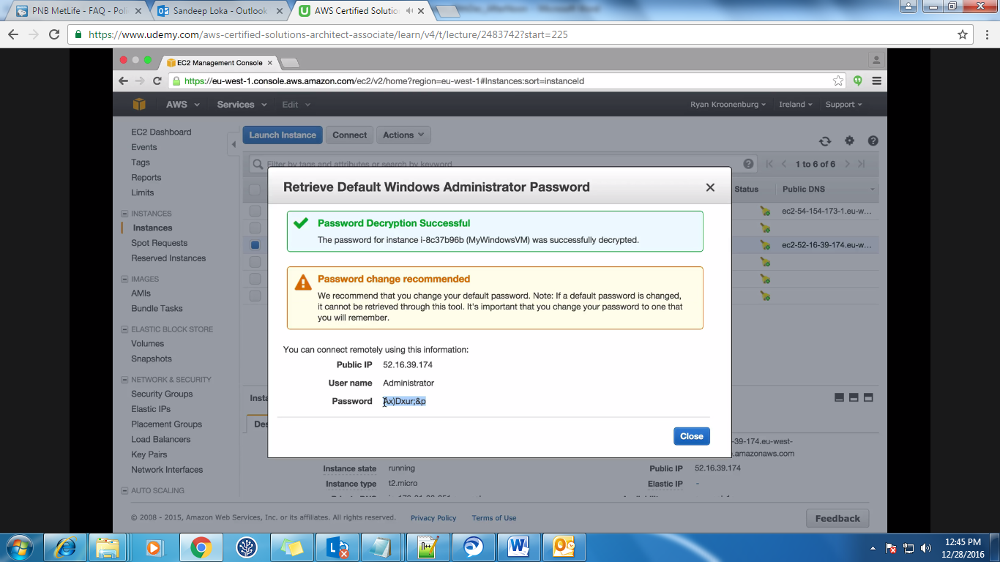 PNB MetLife - FAQ - Poli
Sandeep Loka - Outlook
AWS Certified Solutio
https://www.udemy.com/aws-certified-solutions-architect-associate/learn/v4/t/lecture/2483742?start=225
EC2 Management Console
https://eu-west-1.console.aws.amazon.com/ec2/v2/home?region=eu-west-1#Instances:sort=instanceId
AWS Services Edit Ryan Kroonenburg Ireland Support
EC2 Dashboard
Events
Tags
Reports
Limits
INSTANCES
Instances
Spot Requests
Reserved Instances
IMAGES
AMIs
Bundle Tasks
ELASTIC BLOCK STORE
Volumes
Snapshots
NETWORK & SECURITY
Security Groups
Elastic IPs
Placement Groups
Load Balancers
Key Pairs
Network Interfaces
AUTO SCALING
Launch Instance Connect Actions
Filter by tags and attributes or search by keyword
1 to 6 of 6
Status Public DNS
ec2-54-154-173-1.eu-w...
ec2-52-16-39-174.eu-w...
Retrieve Default Windows Administrator Password
Password Decryption Successful
The password for instance i-8c37b96b (MyWindowsVM) was successfully decrypted.
Password change recommended
We recommend that you change your default password. Note: If a default password is changed,
it cannot be retrieved through this tool. It's important that you change your password to one that
you will remember.
You can connect remotely using this information:
Public IP 52.16.39.174
User name Administrator
Password Ax)Dxur;&p
Close
Insta
Des
-39-174.eu-west-
.amazonaws.com
Instance state running
Public IP 52.16.39.174
Instance type t2.micro
Elastic IP -
© 2008 - 2015, Amazon Web Services, Inc. or its affiliates. All rights reserved. Privacy Policy Terms of Use
Feedback
12:45 PM
12/28/2016